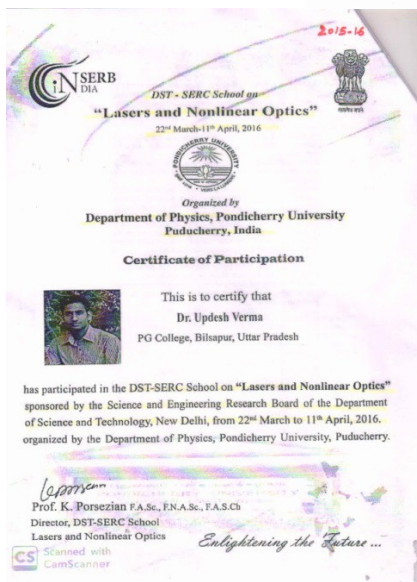 2015-16
SERB
INDIA
DST - SERC School on
“Lasers and Nonlinear Optics”
22nd March-11th April, 2016
PONDICHERRY UNIVERSITY
Organized by
Department of Physics, Pondicherry University
Puducherry, India
Certificate of Participation
This is to certify that
Dr. Updesh Verma
PG College, Bilsapur, Uttar Pradesh
has participated in the DST-SERC School on “Lasers and Nonlinear Optics”
sponsored by the Science and Engineering Research Board of the Department
of Science and Technology, New Delhi, from 22nd March to 11th April, 2016.
organized by the Department of Physics, Pondicherry University, Puducherry.
Prof. K. Porsezian F.A.Sc., F.N.A.Sc., F.A.S.Ch
Director, DST-SERC School
Lasers and Nonlinear Optics
Enlightening the Future ...
CS Scanned with
CamScanner